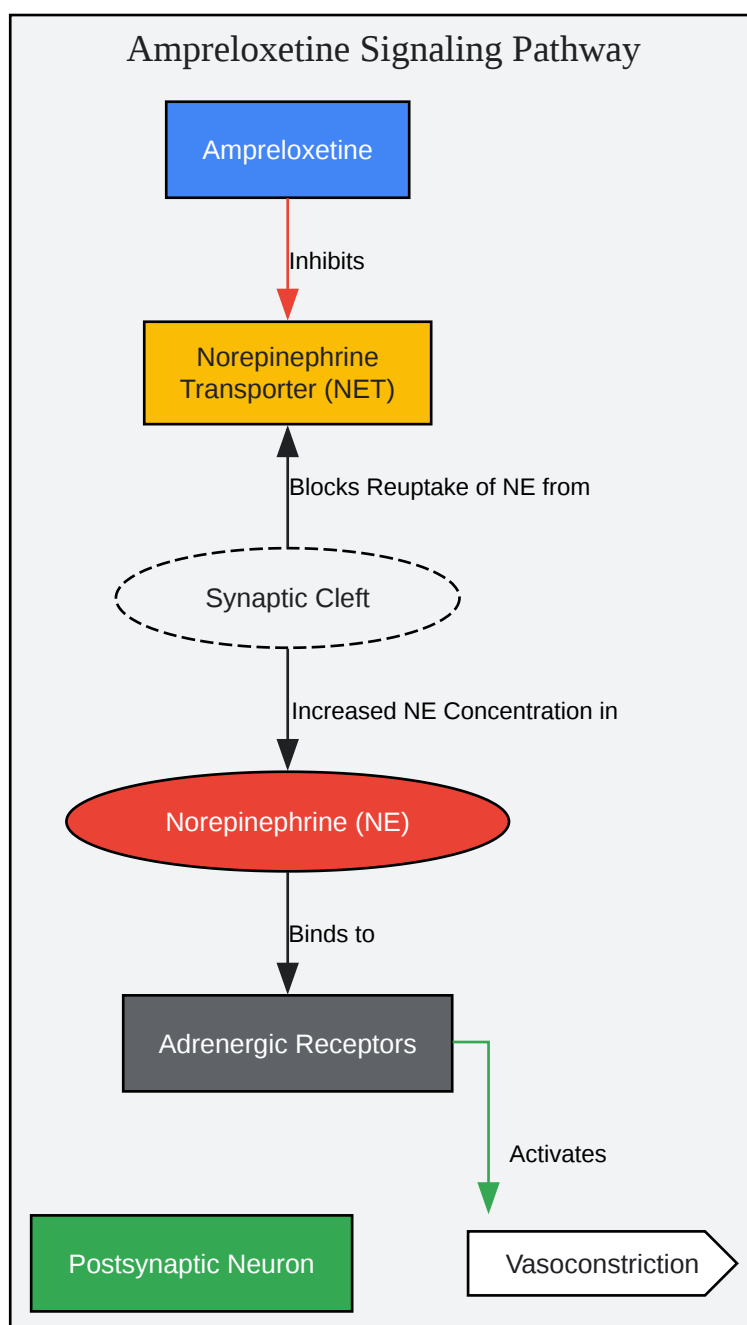 Ampreloxetine Signaling Pathway
Ampreloxetine
Inhibits
Norepinephrine
Transporter (NET)
Blocks Reuptake of NE from
Synaptic Cleft
Increased NE Concentration in
Norepinephrine (NE)
Binds to
Adrenergic Receptors
Activates
Postsynaptic Neuron
Vasoconstriction